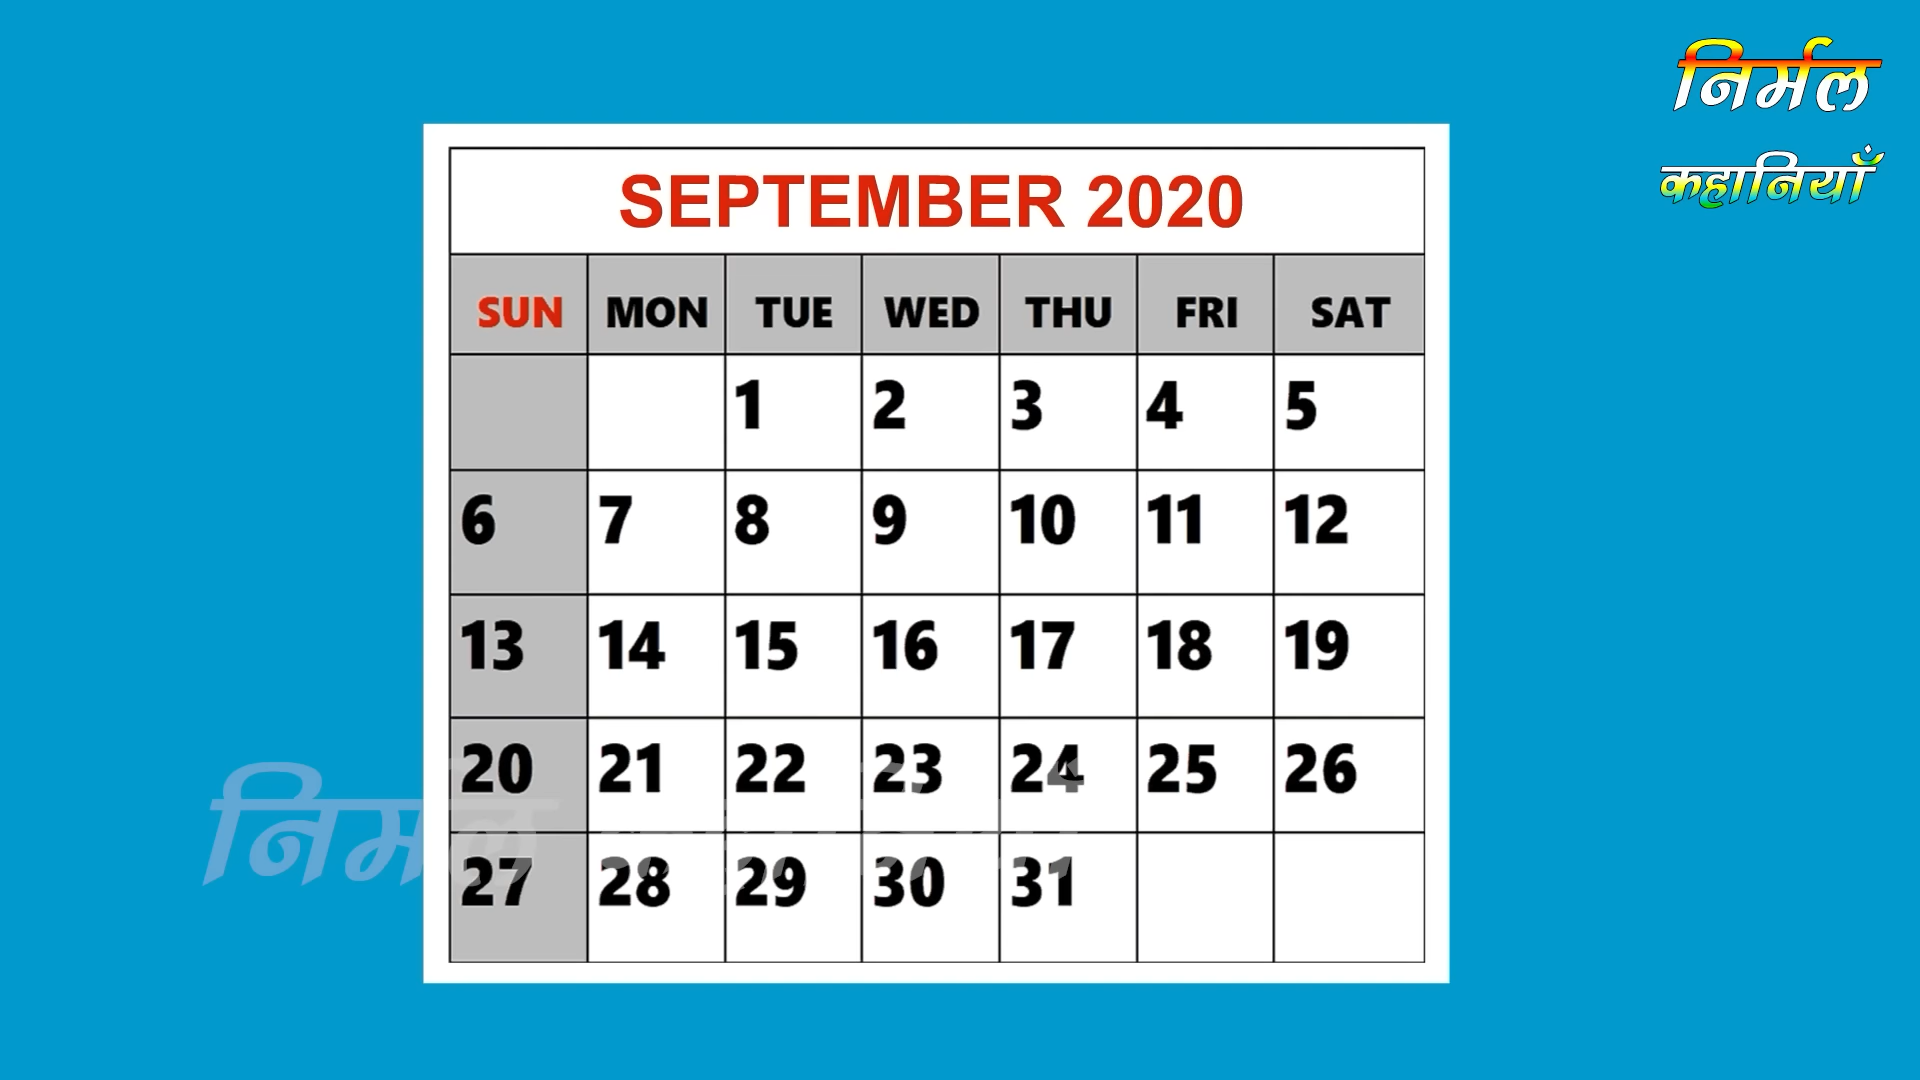 निर्मल
कहानियाँ
SEPTEMBER 2020
SUN MON TUE WED THU FRI SAT
1 2 3 4 5
6 7 8 9 10 11 12
13 14 15 16 17 18 19
20 21 22 23 24 25 26
27 28 29 30 31
निर्मल कहानियाँ